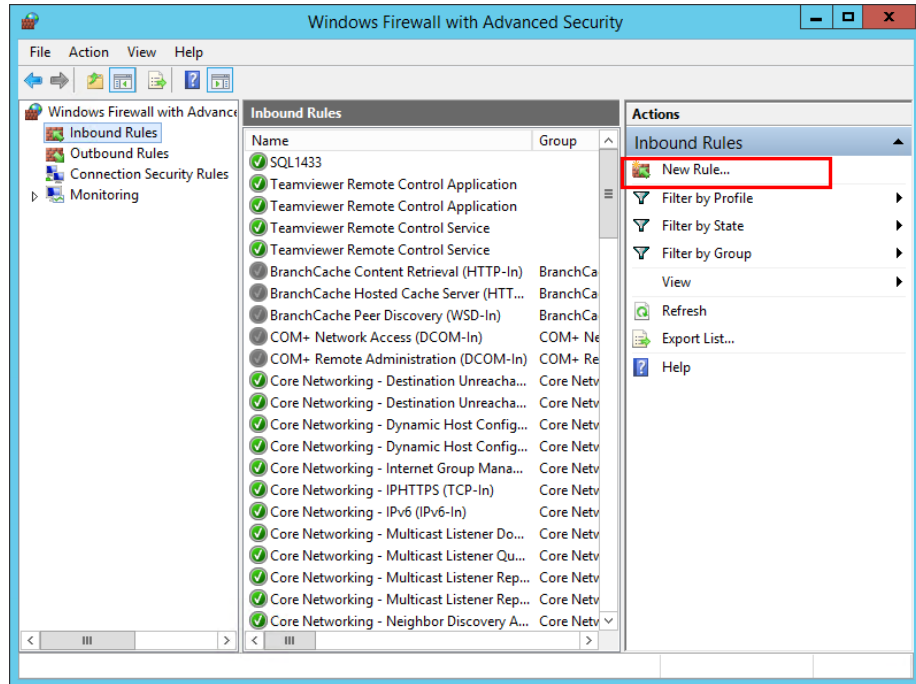 Windows Firewall with Advanced Security
File Action View Help
Windows Firewall with Advance
Inbound Rules
Outbound Rules
Connection Security Rules
Monitoring
Inbound Rules
Name Group
SQL1433
Teamviewer Remote Control Application
Teamviewer Remote Control Application
Teamviewer Remote Control Service
Teamviewer Remote Control Service
BranchCache Content Retrieval (HTTP-In) BranchCa
BranchCache Hosted Cache Server (HTT... BranchCa
BranchCache Peer Discovery (WSD-In) BranchCa
COM+ Network Access (DCOM-In) COM+ Ne
COM+ Remote Administration (DCOM-In) COM+ Re
Core Networking - Destination Unreacha... Core Netv
Core Networking - Destination Unreacha... Core Netv
Core Networking - Dynamic Host Config... Core Netv
Core Networking - Dynamic Host Config... Core Netv
Core Networking - Internet Group Mana... Core Netv
Core Networking - IPHTTPS (TCP-In) Core Netv
Core Networking - IPv6 (IPv6-In) Core Netv
Core Networking - Multicast Listener Do... Core Netv
Core Networking - Multicast Listener Qu... Core Netv
Core Networking - Multicast Listener Rep... Core Netv
Core Networking - Multicast Listener Rep... Core Netv
Core Networking - Neighbor Discovery A... Core Netv
Actions
Inbound Rules
New Rule...
Filter by Profile
Filter by State
Filter by Group
View
Refresh
Export List...
Help